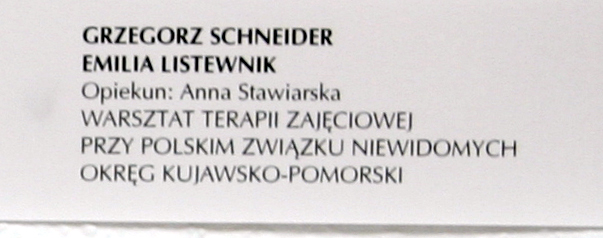 GRZEGORZ SCHNEIDER
EMILIA LISTEWNIK
Opiekun: Anna Stawiarska
WARSZTAT TERAPII ZAJĘCIOWEJ
PRZY POLSKIM ZWIĄZKU NIEWIDOMYCH
OKRĘG KUJAWSKO-POMORSKI